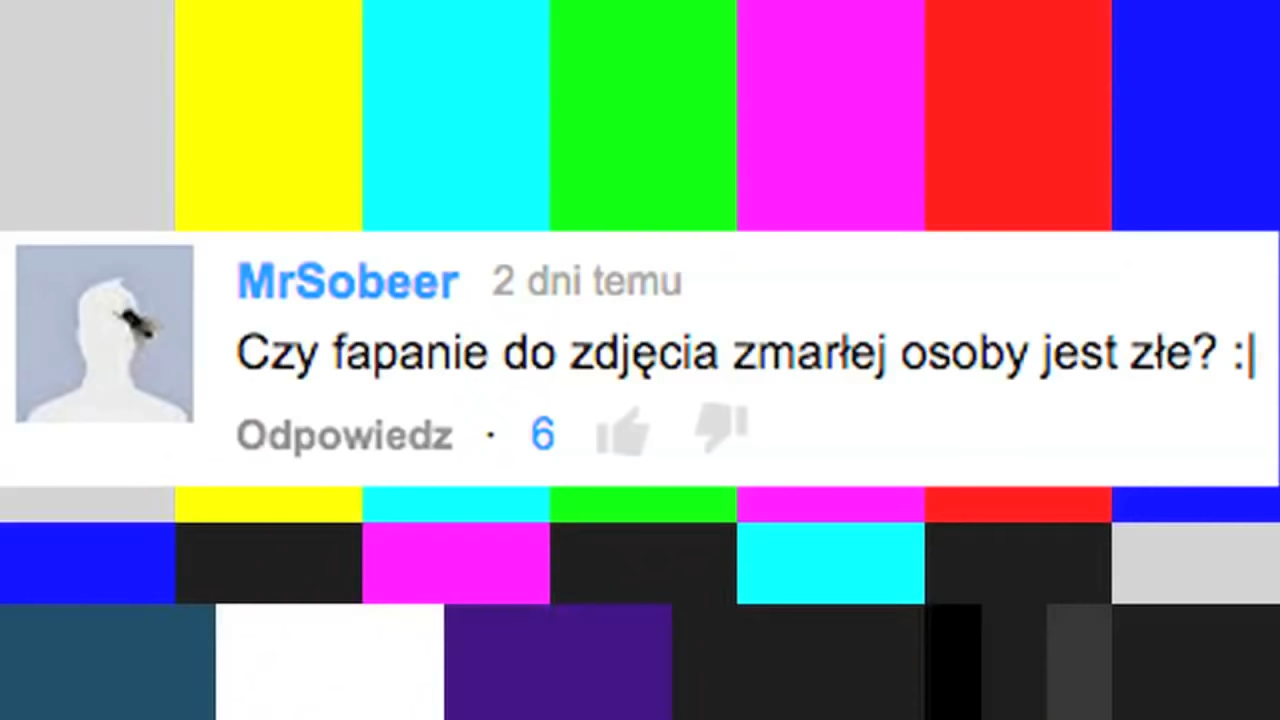 MrSobeer 2 dni temu
Czy fapanie do zdjęcia zmarłej osoby jest złe? :|
Odpowiedz · 6